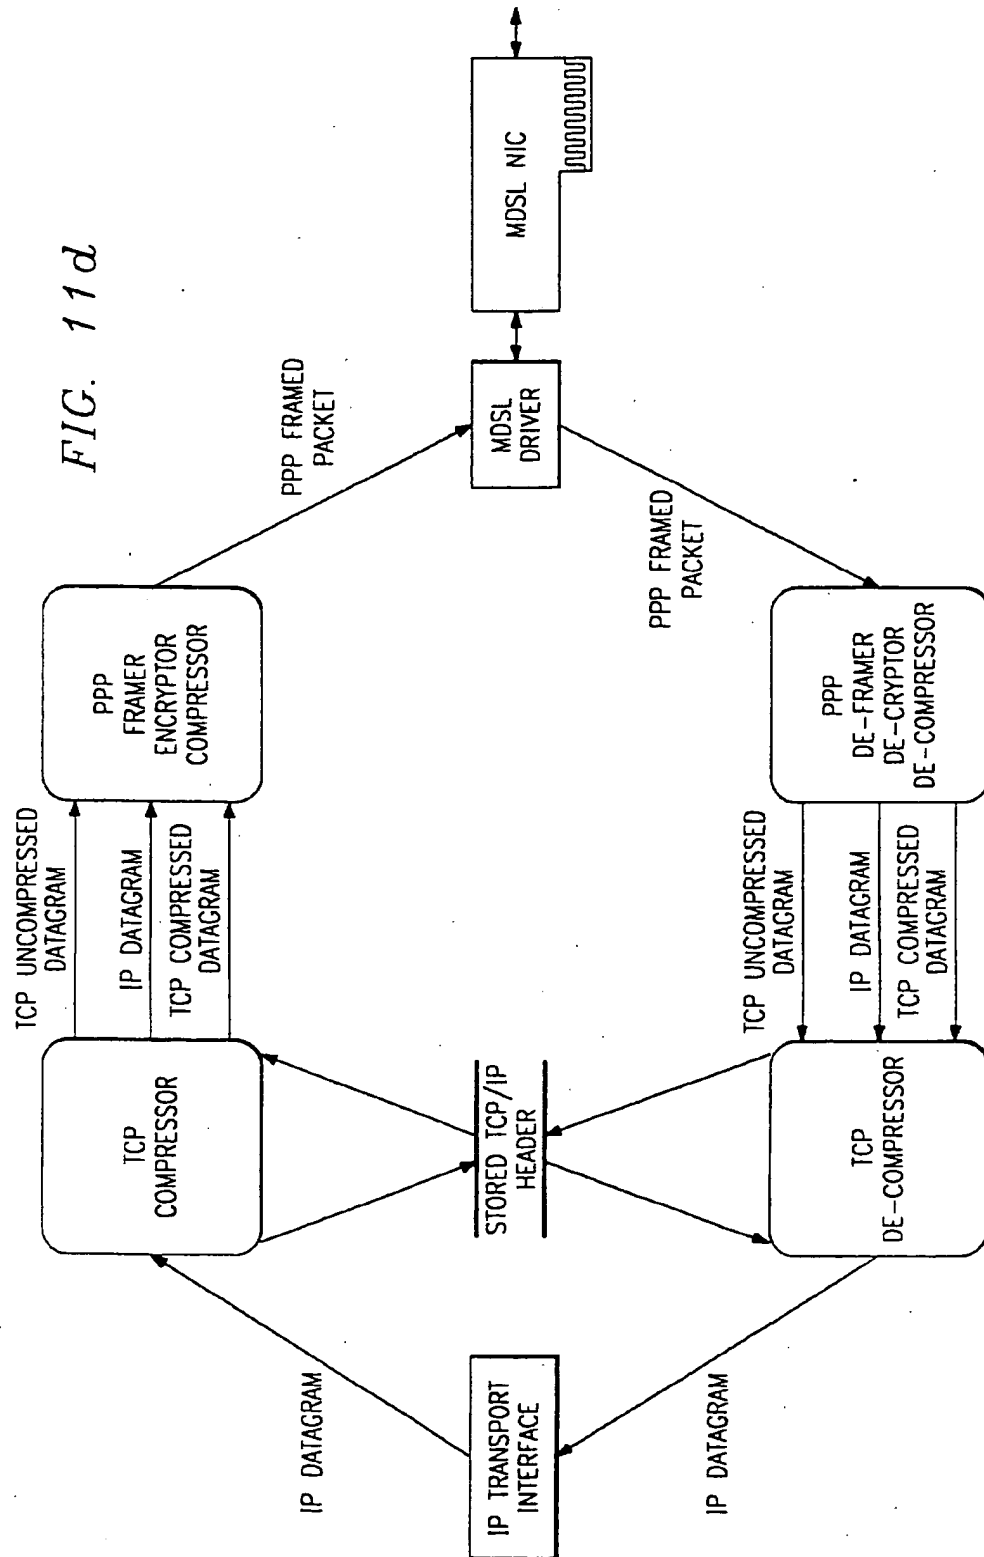 FIG. 11d
IP TRANSPORT
INTERFACE
IP DATAGRAM
IP DATAGRAM
TCP
COMPRESSOR
STORED TCP/IP
HEADER
TCP
DE-COMPRESSOR
TCP UNCOMPRESSED
DATAGRAM
IP DATAGRAM
TCP COMPRESSED
DATAGRAM
TCP UNCOMPRESSED
DATAGRAM
IP DATAGRAM
TCP COMPRESSED
DATAGRAM
PPP
FRAMER
ENCRYPTOR
COMPRESSOR
PPP
DE-FRAMER
DE-CRYPTOR
DE-COMPRESSOR
PPP FRAMED
PACKET
PPP FRAMED
PACKET
MDSL
DRIVER
MDSL NIC